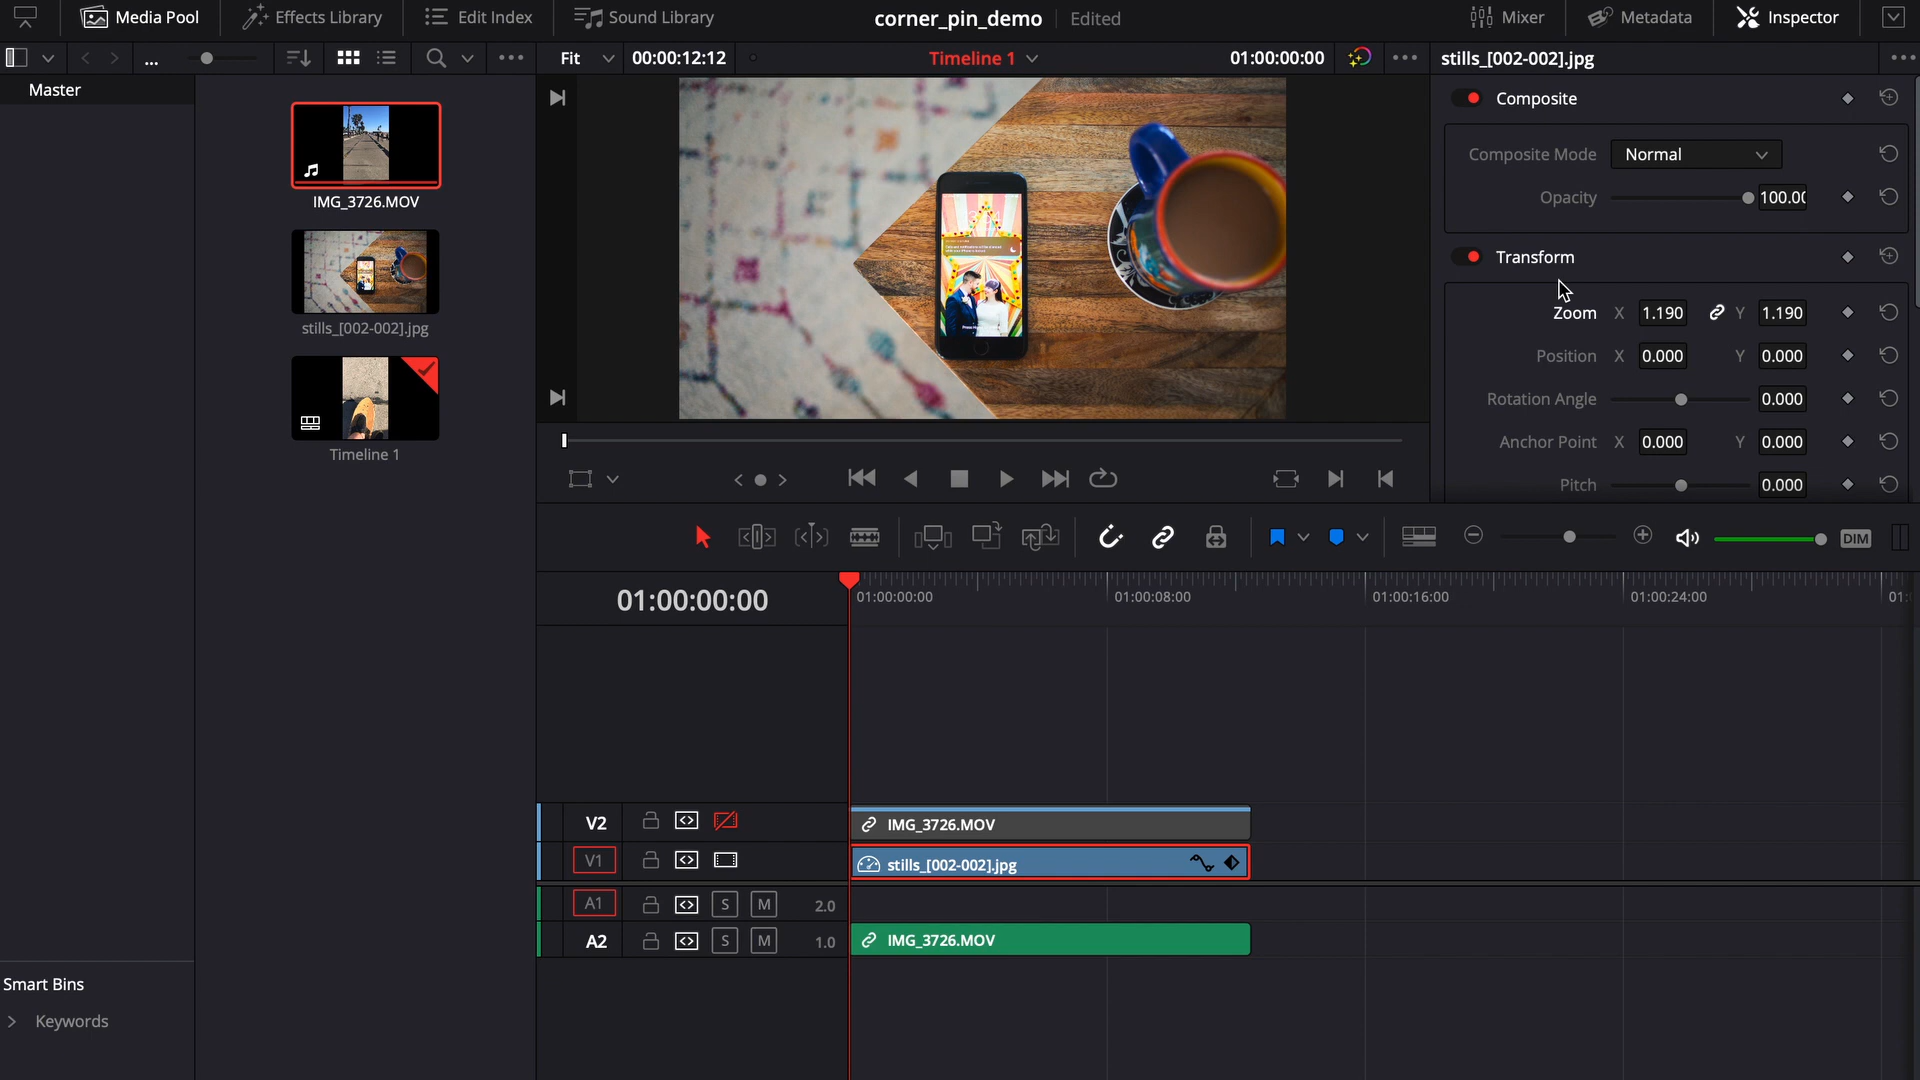 Media Pool
Effects Library
Edit Index
Sound Library
corner_pin_demo
Edited
Mixer
Metadata
Inspector
...
Fit
00:00:12:12
Timeline 1
01:00:00:00
stills_[002-002].jpg
Master
IMG_3726.MOV
stills_[002-002].jpg
Timeline 1
Composite
Composite Mode Normal
Opacity 100.00
Transform
Zoom X 1.190 Y 1.190
Position X 0.000 Y 0.000
Rotation Angle 0.000
Anchor Point X 0.000 Y 0.000
Pitch 0.000
DIM
01:00:00:00
01:00:00:00
01:00:08:00
01:00:16:00
01:00:24:00
01:
V2
IMG_3726.MOV
V1
stills_[002-002].jpg
A1 S M 2.0
A2 S M 1.0
IMG_3726.MOV
Smart Bins
Keywords